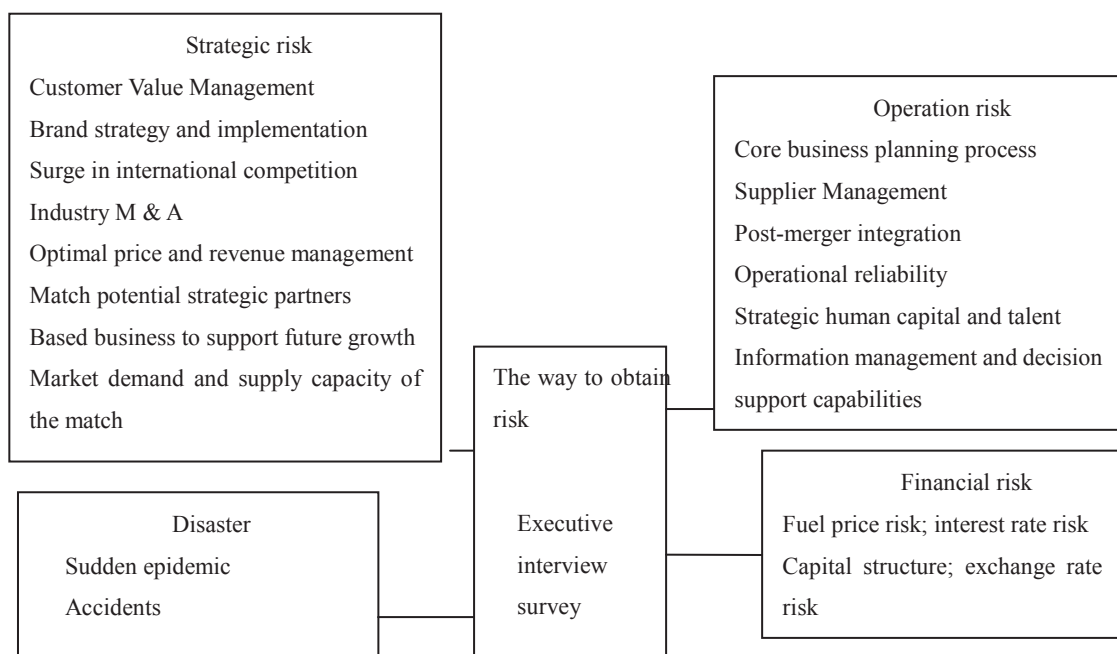 Strategic risk
Customer Value Management
Brand strategy and implementation
Surge in international competition
Industry M & A
Optimal price and revenue management
Match potential strategic partners
Based business to support future growth
Market demand and supply capacity of
the match
Operation risk
Core business planning process
Supplier Management
Post-merger integration
Operational reliability
Strategic human capital and talent
Information management and decision
support capabilities
The way to obtain
risk
Executive
interview
survey
Disaster
Sudden epidemic
Accidents
Financial risk
Fuel price risk; interest rate risk
Capital structure; exchange rate
risk